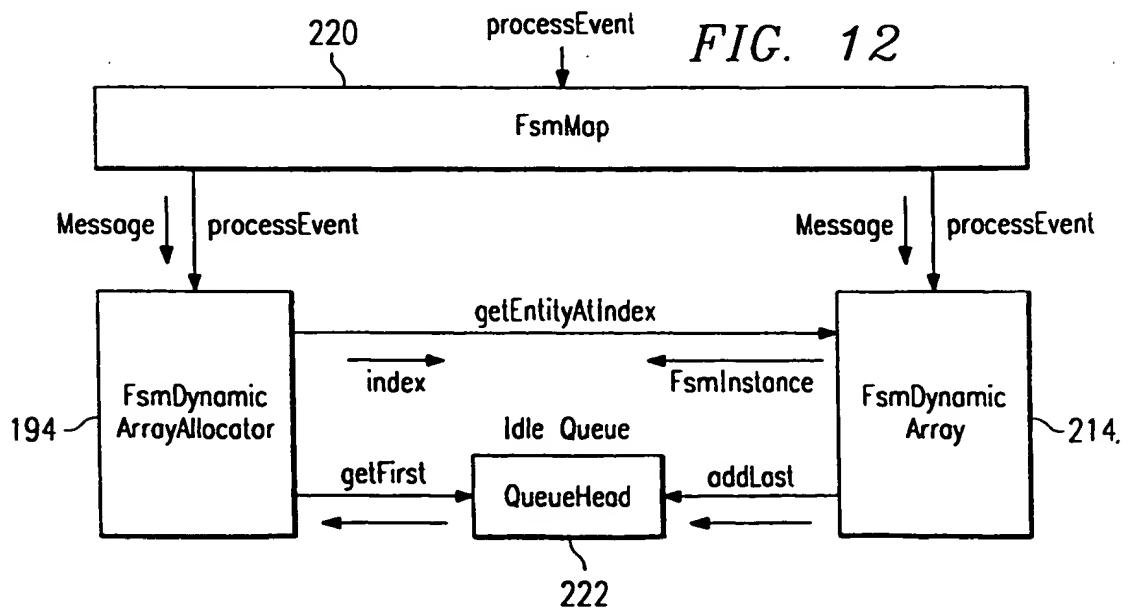 220
processEvent
FIG. 12
FsmMap
Message
processEvent
Message
processEvent
getEntityAtIndex
index
FsmInstance
FsmDynamic
ArrayAllocator
194
FsmDynamic
Array
214
Idle Queue
getFirst
QueueHead
addLast
222